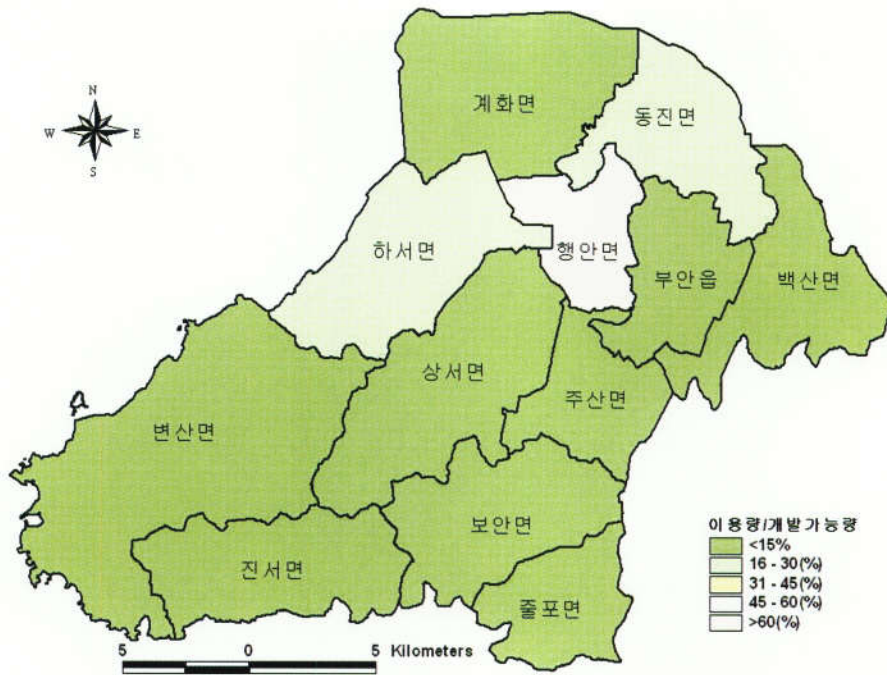 N
W E
S
계화면
동진면
하서면
행안면
부안읍
백산면
상서면
주산면
변산면
보안면
진서면
줄포면
이용량/개발가능량
<15%
16 - 30(%)
31 - 45(%)
45 - 60(%)
>60(%)
5 0 5 Kilometers